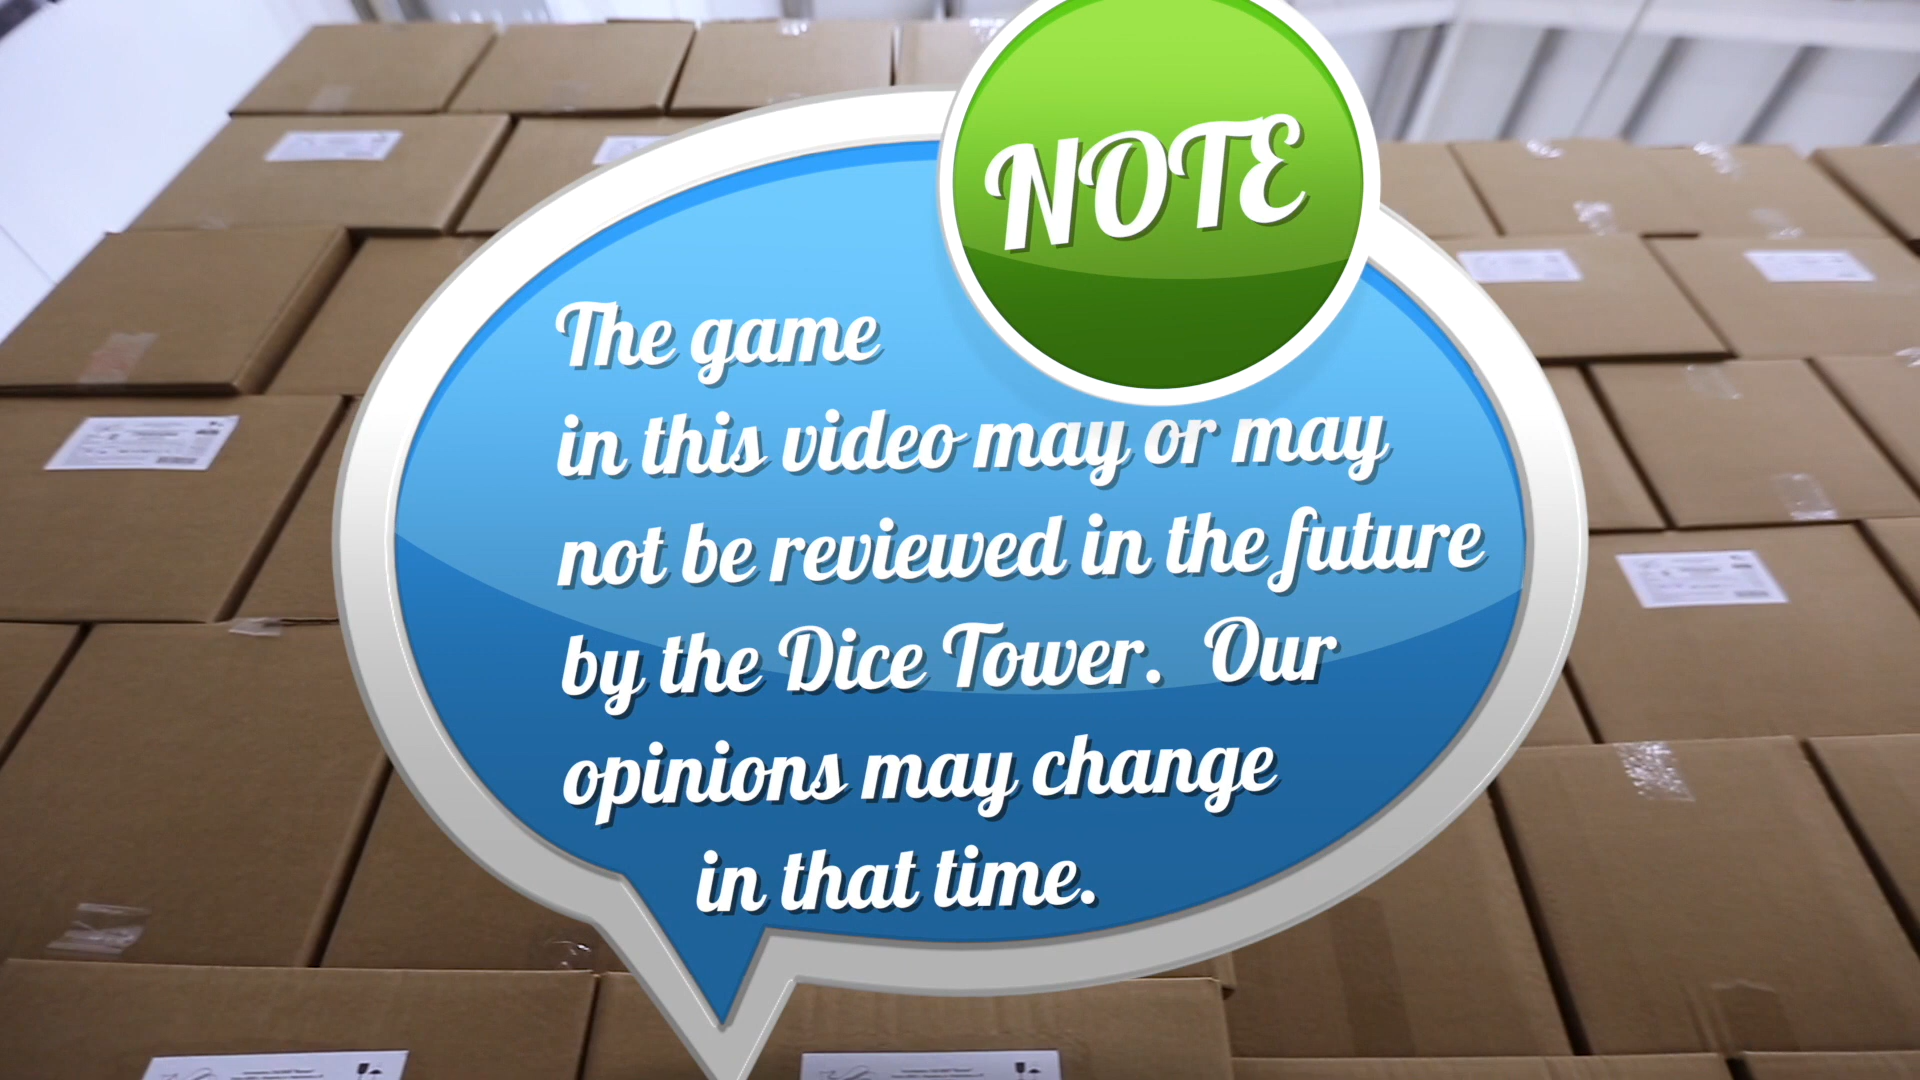 NOTE
The game
in this video may or may
not be reviewed in the future
by the Dice Tower. Our
opinions may change
in that time.